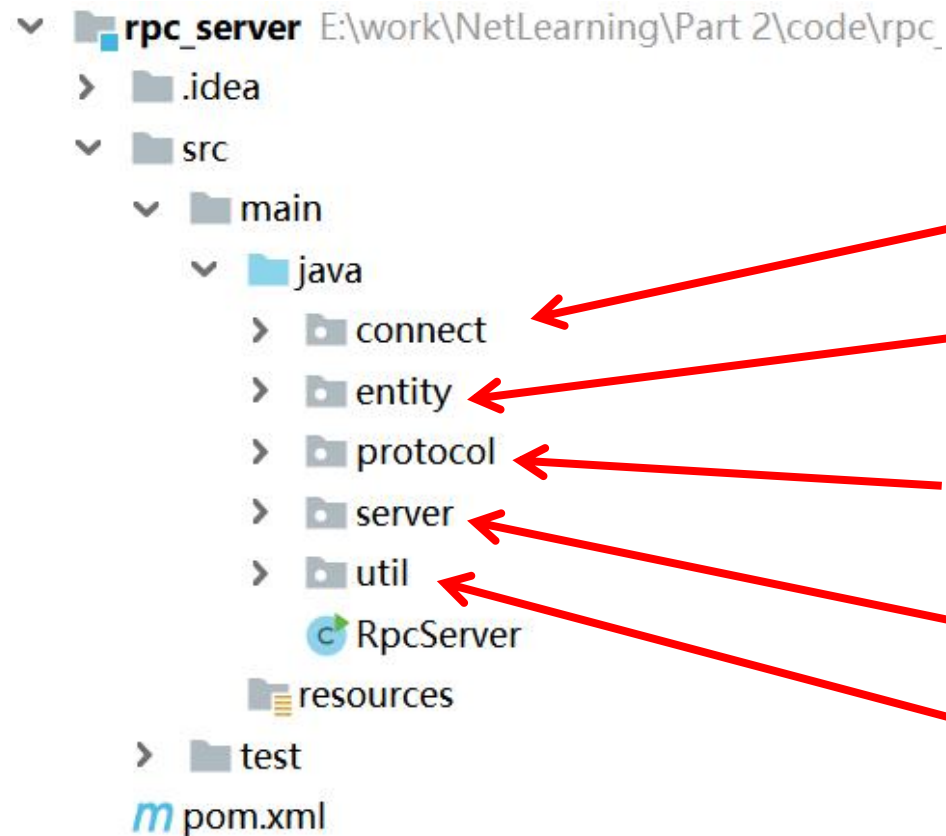 rpc_server E:\work\NetLearning\Part 2\code\rpc_
.idea
src
main
java
connect
entity
protocol
server
util
C RpcServer
resources
test
m pom.xml